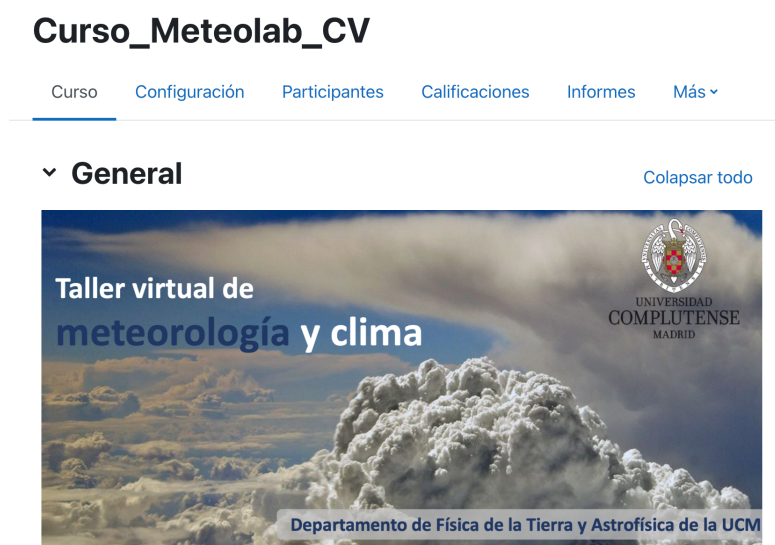 Curso_Meteolab_CV
Curso Configuración Participantes Calificaciones Informes Más
General
Colapsar todo
Taller virtual de
meteorología y clima
UNIVERSIDAD
COMPLUTENSE
MADRID
Departamento de Física de la Tierra y Astrofísica de la UCM